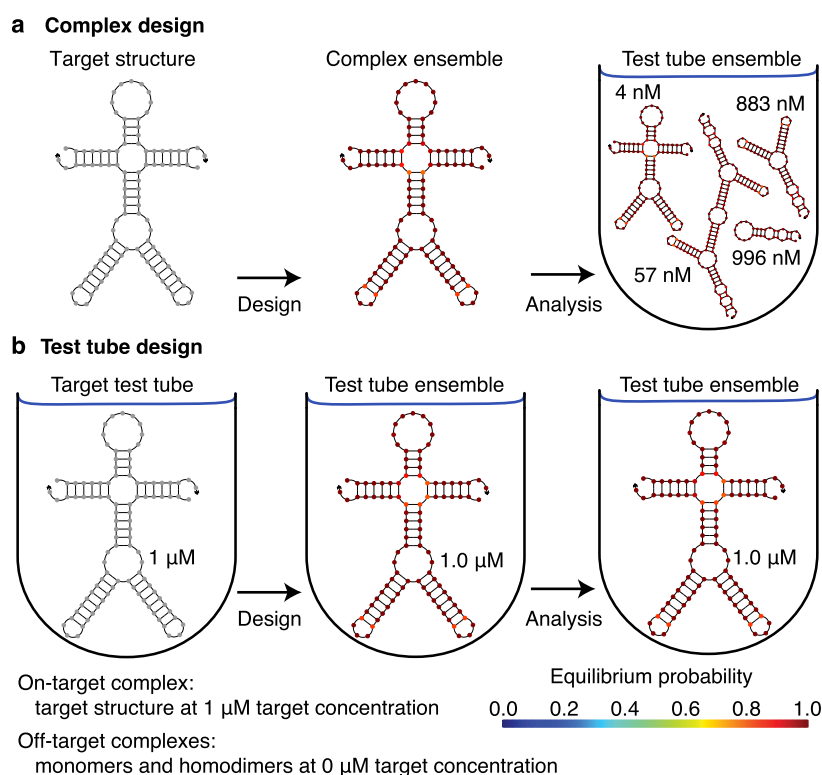 a Complex design
Target structure
Complex ensemble
Test tube ensemble
4 nM
883 nM
57 nM
996 nM
Design
Analysis
b Test tube design
Target test tube
Test tube ensemble
Test tube ensemble
1 µM
1.0 µM
1.0 µM
Design
Analysis
On-target complex:
target structure at 1 µM target concentration
Off-target complexes:
monomers and homodimers at 0 µM target concentration
Equilibrium probability
0.0 0.2 0.4 0.6 0.8 1.0